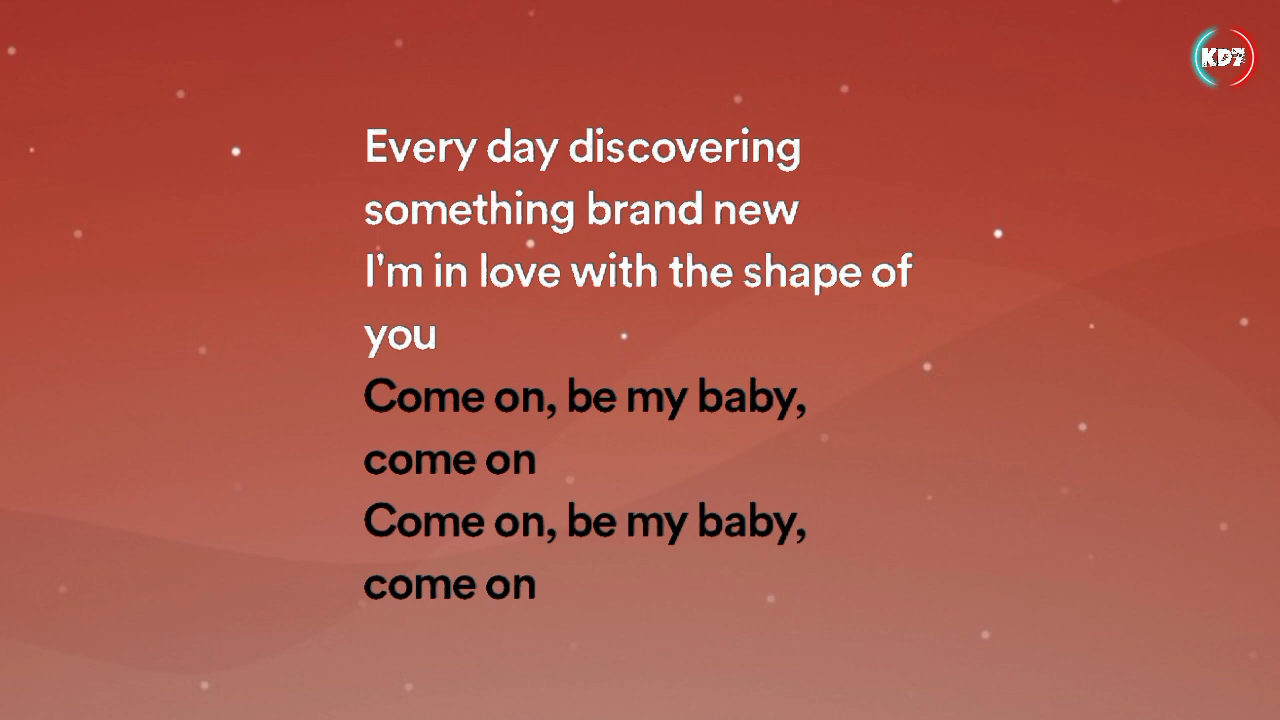 KD7
Every day discovering
something brand new
I'm in love with the shape of
you
Come on, be my baby,
come on
Come on, be my baby,
come on